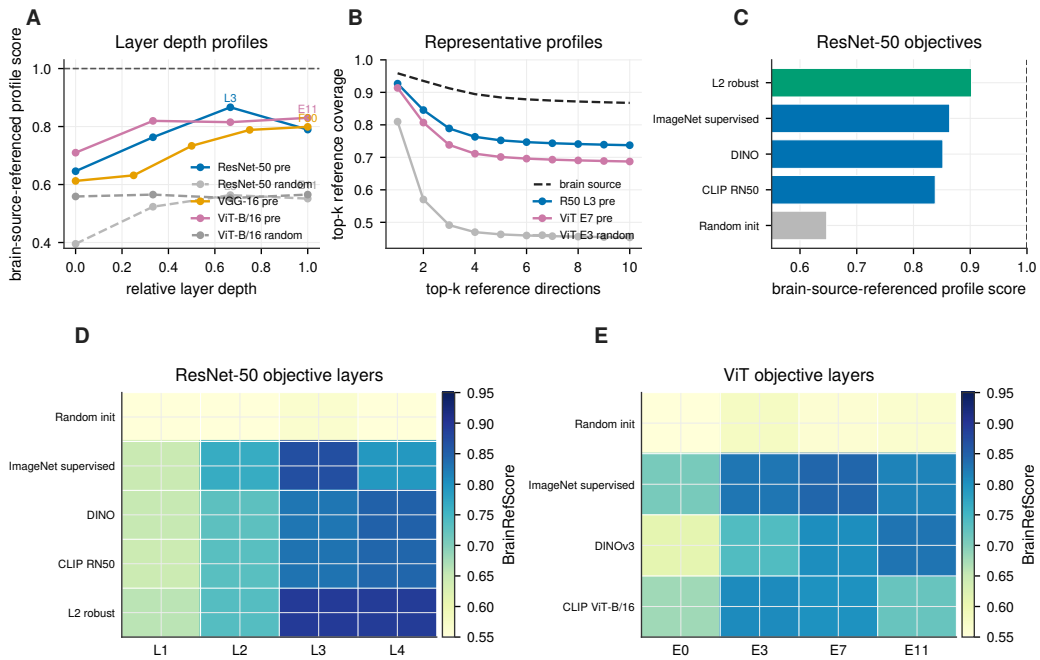 A
Layer depth profiles
brain-source-referenced profile score
1.0
0.8
0.6
0.4
L3
E11
ResNet-50 pre
ResNet-50 random
VGG-16 pre
ViT-B/16 pre
ViT-B/16 random
0.0 0.2 0.4 0.6 0.8 1.0
relative layer depth
B
Representative profiles
top-k reference coverage
1.0
0.9
0.8
0.7
0.6
0.5
brain source
R50 L3 pre
ViT E7 pre
ViT E3 random
2 4 6 8 10
top-k reference directions
C
ResNet-50 objectives
L2 robust
ImageNet supervised
DINO
CLIP RN50
Random init
0.6 0.7 0.8 0.9 1.0
brain-source-referenced profile score
D
ResNet-50 objective layers
Random init
ImageNet supervised
DINO
CLIP RN50
L2 robust
L1 L2 L3 L4
0.95
0.90
0.85
0.80
0.75
0.70
0.65
0.60
0.55
BrainRefScore
E
ViT objective layers
Random init
ImageNet supervised
DINOv3
CLIP ViT-B/16
E0 E3 E7 E11
0.95
0.90
0.85
0.80
0.75
0.70
0.65
0.60
0.55
BrainRefScore